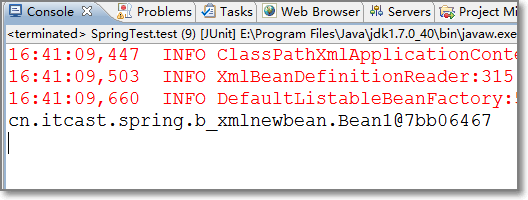 Console Problems Tasks Web Browser Servers Project Mi
<terminated> SpringTest.test (9) [JUnit] E:\Program Files\Java\jdk1.7.0_40\bin\javaw.exe
16:41:09,447 INFO ClassPathXmlApplicationConte
16:41:09,503 INFO XmlBeanDefinitionReader:315
16:41:09,660 INFO DefaultListableBeanFactory:5
cn.itcast.spring.b_xmlnewbean.Bean1@7bb06467